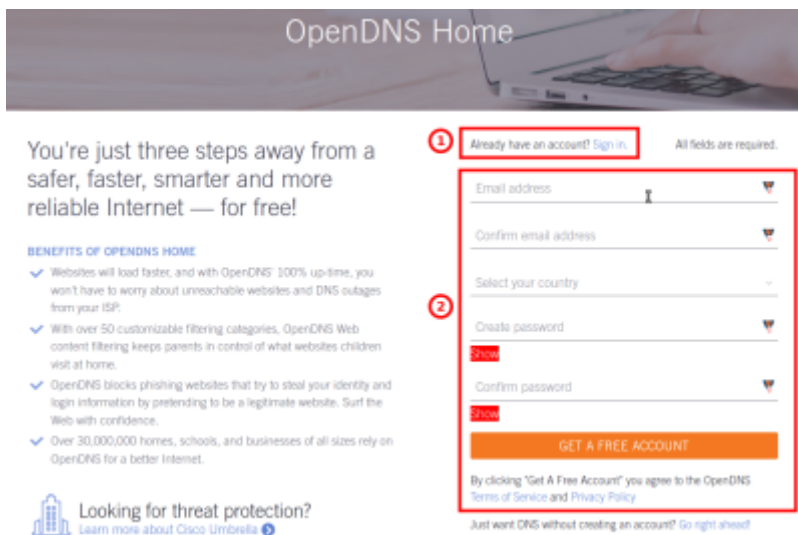 OpenDNS Home
You're just three steps away from a
safer, faster, smarter and more
reliable Internet — for free!
BENEFITS OF OPENDNS HOME
Websites will load faster, and with OpenDNS' 100% up-time, you
won't have to worry about unreachable websites and DNS outages
from your ISP.
With over 50 customizable filtering categories, OpenDNS Web
content filtering keeps parents in control of what websites children
visit at home.
OpenDNS blocks phishing websites that try to steal your identity and
login information by pretending to be a legitimate website. Surf the
Web with confidence.
Over 30,000,000 homes, schools, and businesses of all sizes rely on
OpenDNS for a better Internet.
Looking for threat protection?
Learn more about Cisco Umbrella
1
Already have an account? Sign in.
All fields are required.
2
Email address
Confirm email address
Select your country
Create password
Show
Confirm password
Show
GET A FREE ACCOUNT
By clicking "Get A Free Account" you agree to the OpenDNS
Terms of Service and Privacy Policy
Just want DNS without creating an account? Go right ahead!